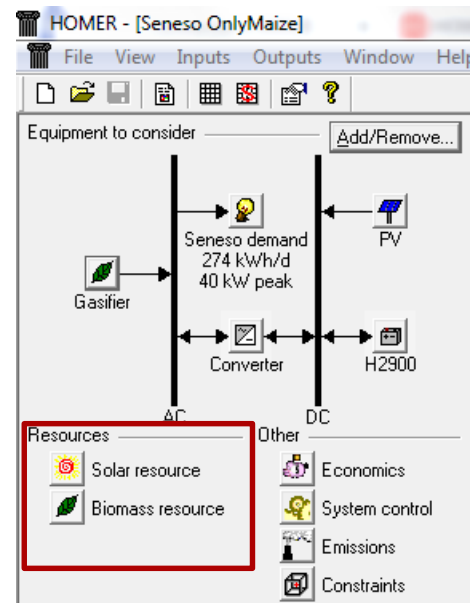 HOMER - [Seneso OnlyMaize]
File View Inputs Outputs Window Help
Equipment to consider
Add/Remove...
Seneso demand
274 kWh/d
40 kW peak
PV
Gasifier
Converter
H2900
AC
DC
Resources
Other
Solar resource
Economics
Biomass resource
System control
Emissions
Constraints